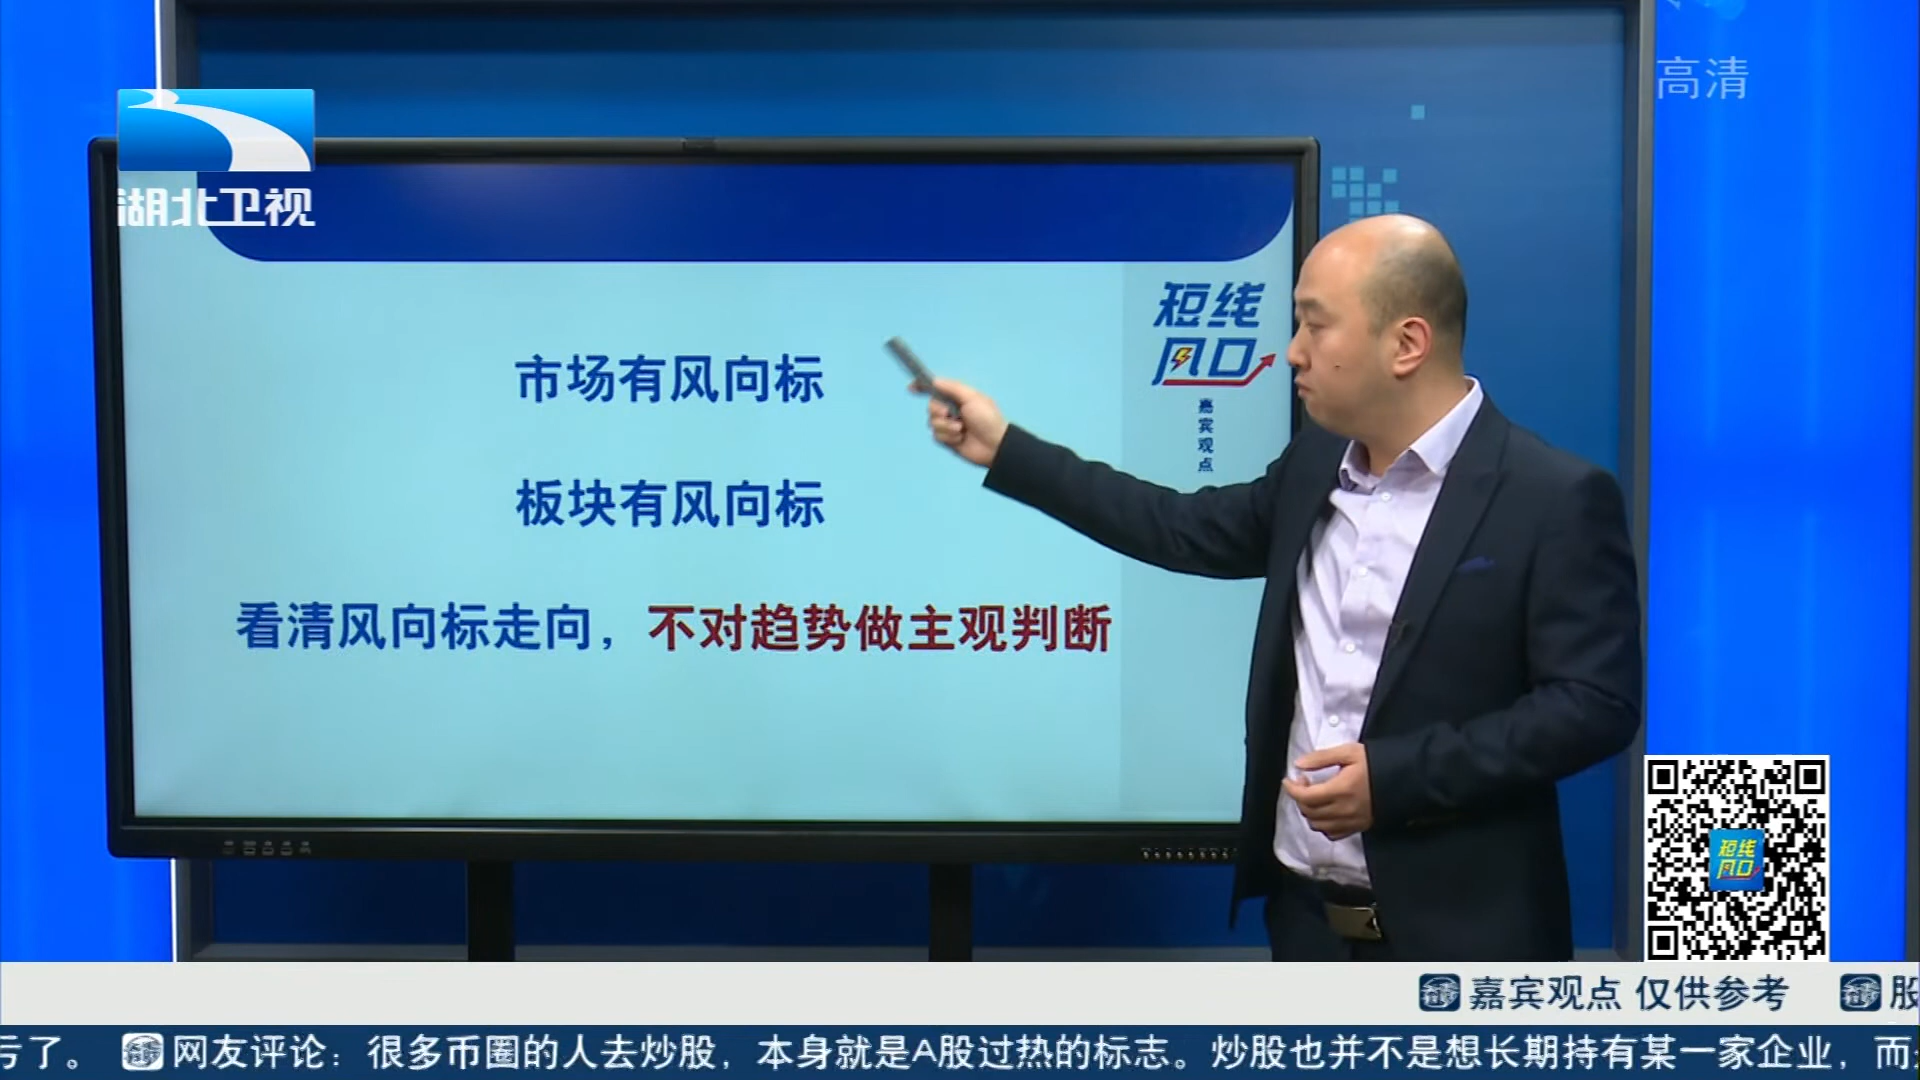 高清
湖北卫视
短线
风口
嘉宾观点
市场有风向标
板块有风向标
看清风向标走向，不对趋势做主观判断
短线
风口
嘉宾观点 仅供参考
股
亏了。 网友评论：很多币圈的人去炒股，本身就是A股过热的标志。炒股也并不是想长期持有某一家企业，而